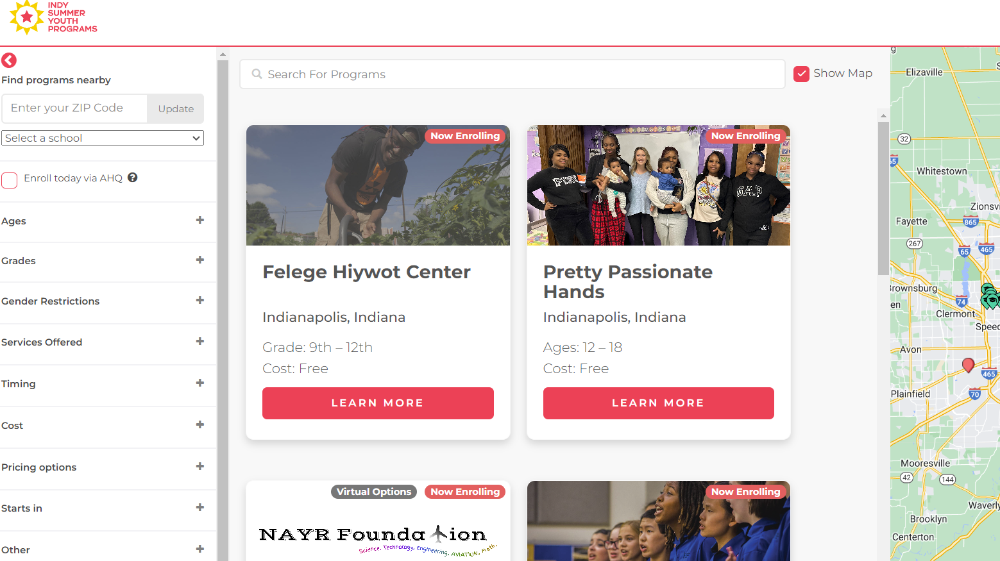 INDY
SUMMER
YOUTH
PROGRAMS
Find programs nearby
Enter your ZIP Code
Update
Select a school
Enroll today via AHQ
Ages
Grades
Gender Restrictions
Services Offered
Timing
Cost
Pricing options
Starts in
Other
Search For Programs
Show Map
Now Enrolling
Felege Hiywot Center
Indianapolis, Indiana
Grade: 9th – 12th
Cost: Free
LEARN MORE
Now Enrolling
PINK
GAP
Pretty Passionate
Hands
Indianapolis, Indiana
Ages: 12 – 18
Cost: Free
LEARN MORE
Virtual Options
Now Enrolling
NAYR Foundation
Science, Technology, Engineering, AVIATION, Math.
Now Enrolling
g
Elizaville
32
65
Whitestown
Zionsvi
Fayette
865
267
65
465
Brownsburg
74
en
Clermont
Speed
Avon
465
Plainfield
70
Mooresville
42
144
Waverly
Brooklyn
Centerton